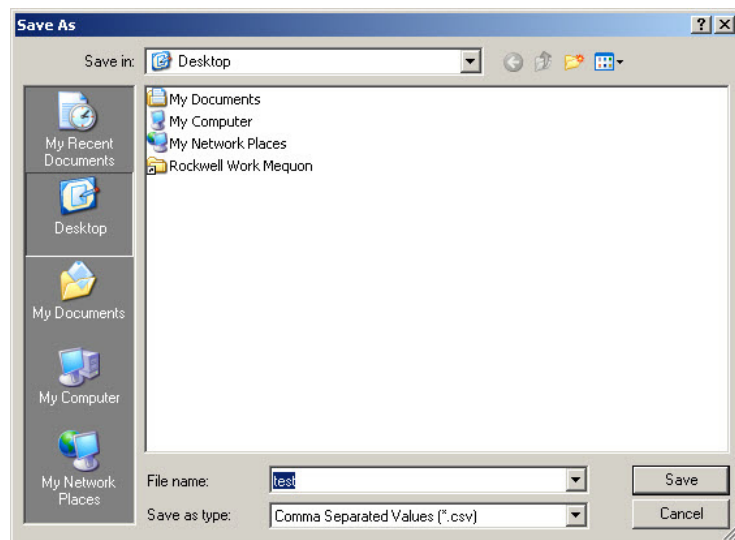 Save As
Save in:
Desktop
My Recent
Documents
Desktop
My Documents
My Computer
My Network
Places
My Documents
My Computer
My Network Places
Rockwell Work Mequon
File name:
test
Save
Save as type:
Comma Separated Values (*.csv)
Cancel